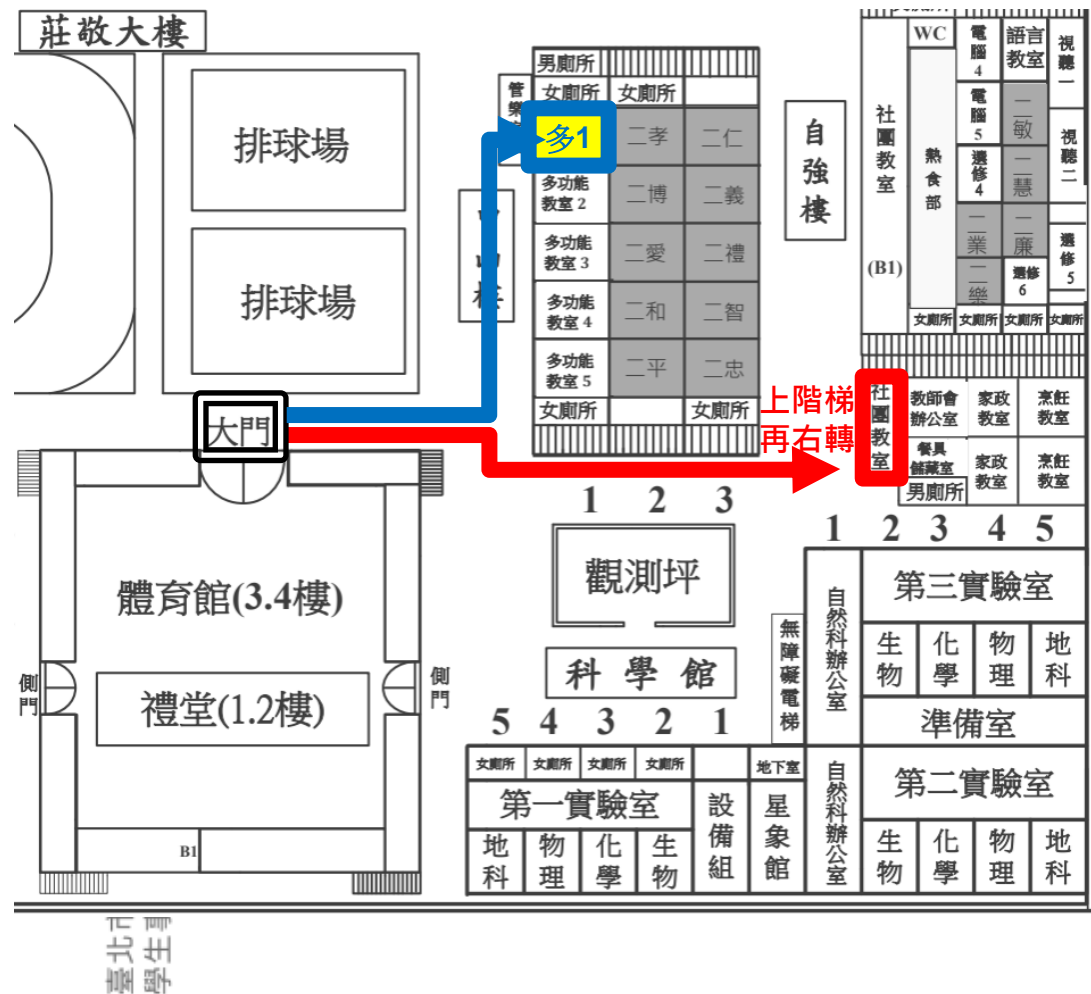 莊敬大樓
排球場
排球場
大門
體育館(3.4樓)
禮堂(1.2樓)
側門
側門
B1
男廁所
女廁所
女廁所
管樂
多1
二孝
二仁
多功能教室 2
二博
二義
多功能教室 3
二愛
二禮
多功能教室 4
二和
二智
多功能教室 5
二平
二忠
女廁所
女廁所
1 2 3
自強樓
社團教室
(B1)
WC
熱食部
電腦4
電腦5
選修4
二業
二樂
語言教室
二敏
二慧
二廉
選修6
視聽一
視聽二
選修5
女廁所
女廁所
女廁所
女廁所
上階梯
再右轉
社團教室
教師會辦公室
家政教室
烹飪教室
餐具儲藏室
家政教室
烹飪教室
男廁所
1 2 3 4 5
觀測坪
科學館
無障礙電梯
自然科辦公室
第三實驗室
生物
化學
物理
地科
準備室
5 4 3 2 1
女廁所
女廁所
女廁所
女廁所
地下室
第一實驗室
地科
物理
化學
生物
設備組
星象館
自然科辦公室
第二實驗室
生物
化學
物理
地科
臺北
學生